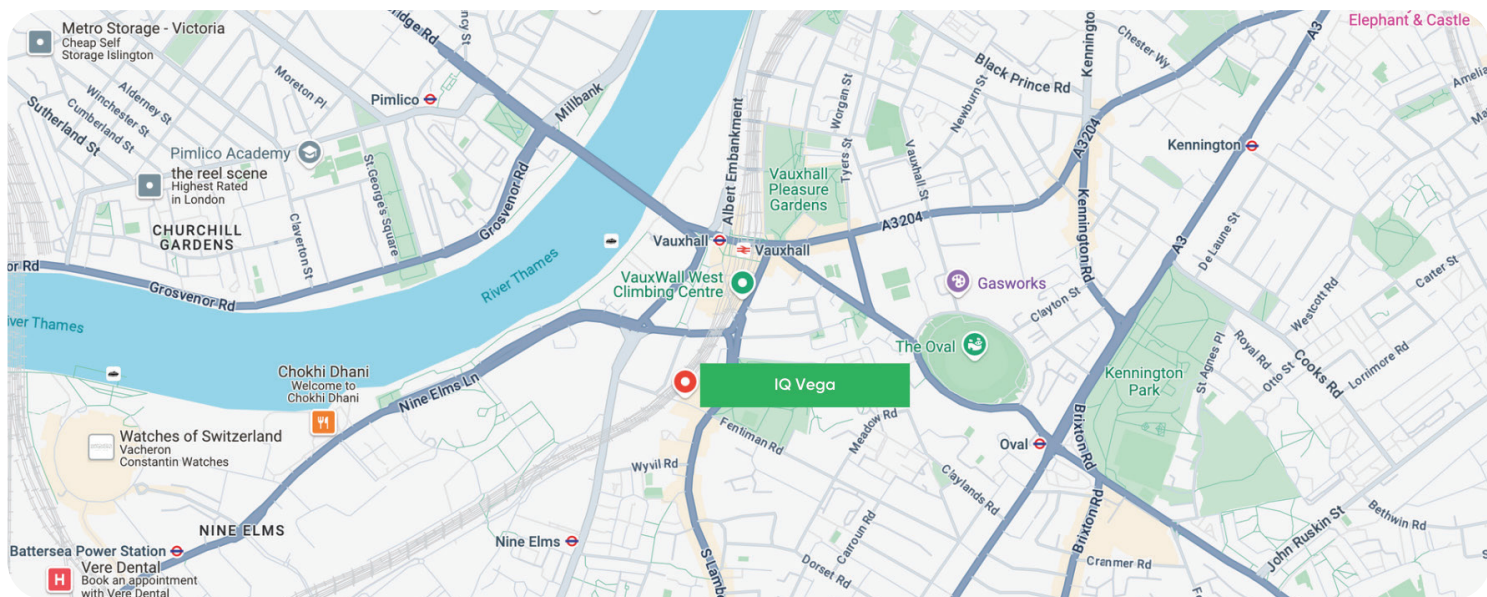 Metro Storage - Victoria
Cheap Self
Storage Islington
Elephant & Castle
A3
Kennington
Chester Wy
Black Prince Rd
Moreton Pl
Pimlico
Millbank
Alderney St
Winchester St
Cumberland St
Sutherland St
Albert Embankment
Worgan St
Newburn St
A3204
Kennington
Pimlico Academy
the reel scene
Highest Rated
in London
St George's Square
Grosvenor Rd
Vauxhall
Pleasure
Gardens
Tyers St
Vauxhall St
CHURCHILL
GARDENS
Claverton St
A3204
Kennington Rd
A3
De Laune St
Vauxhall
Vauxhall
River Thames
VauxWall West
Climbing Centre
Gasworks
Clayton St
Carter St
Westcott Rd
Grosvenor Rd
River Thames
The Oval
St Agnes Pl
Royal Rd
Otto St
Cooks Rd
Lorrimore Rd
Kennington
Park
Chokhi Dhani
Welcome to
Chokhi Dhani
Nine Elms Ln
IQ Vega
Meadow Rd
Fentiman Rd
Brixton Rd
Oval
Watches of Switzerland
Vacheron
Constantin Watches
Wyvil Rd
Claylands Rd
NINE ELMS
Nine Elms
Carroun Rd
Brixton Rd
Bethwin Rd
John Ruskin St
Battersea Power Station
Vere Dental
Book an appointment
with Vere Dental
H
Dorset Rd
Cranmer Rd